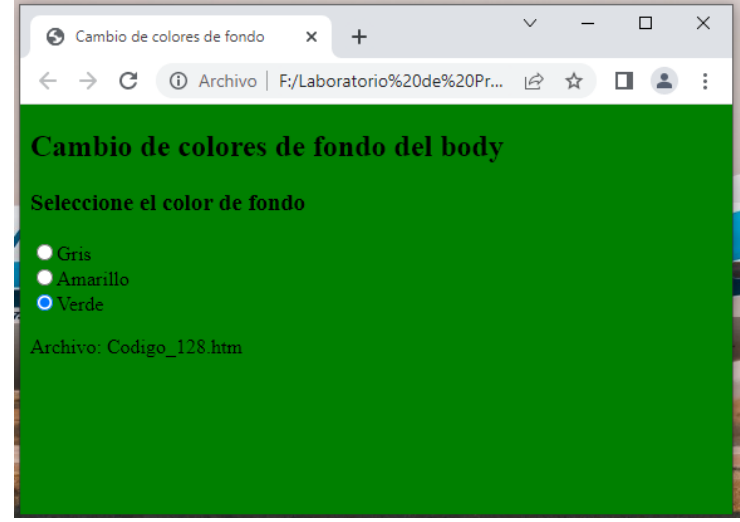 Cambio de colores de fondo
Archivo F:/Laboratorio%20de%20Pr...
Cambio de colores de fondo del body
Seleccione el color de fondo
Gris
Amarillo
Verde
Archivo: Codigo_128.htm